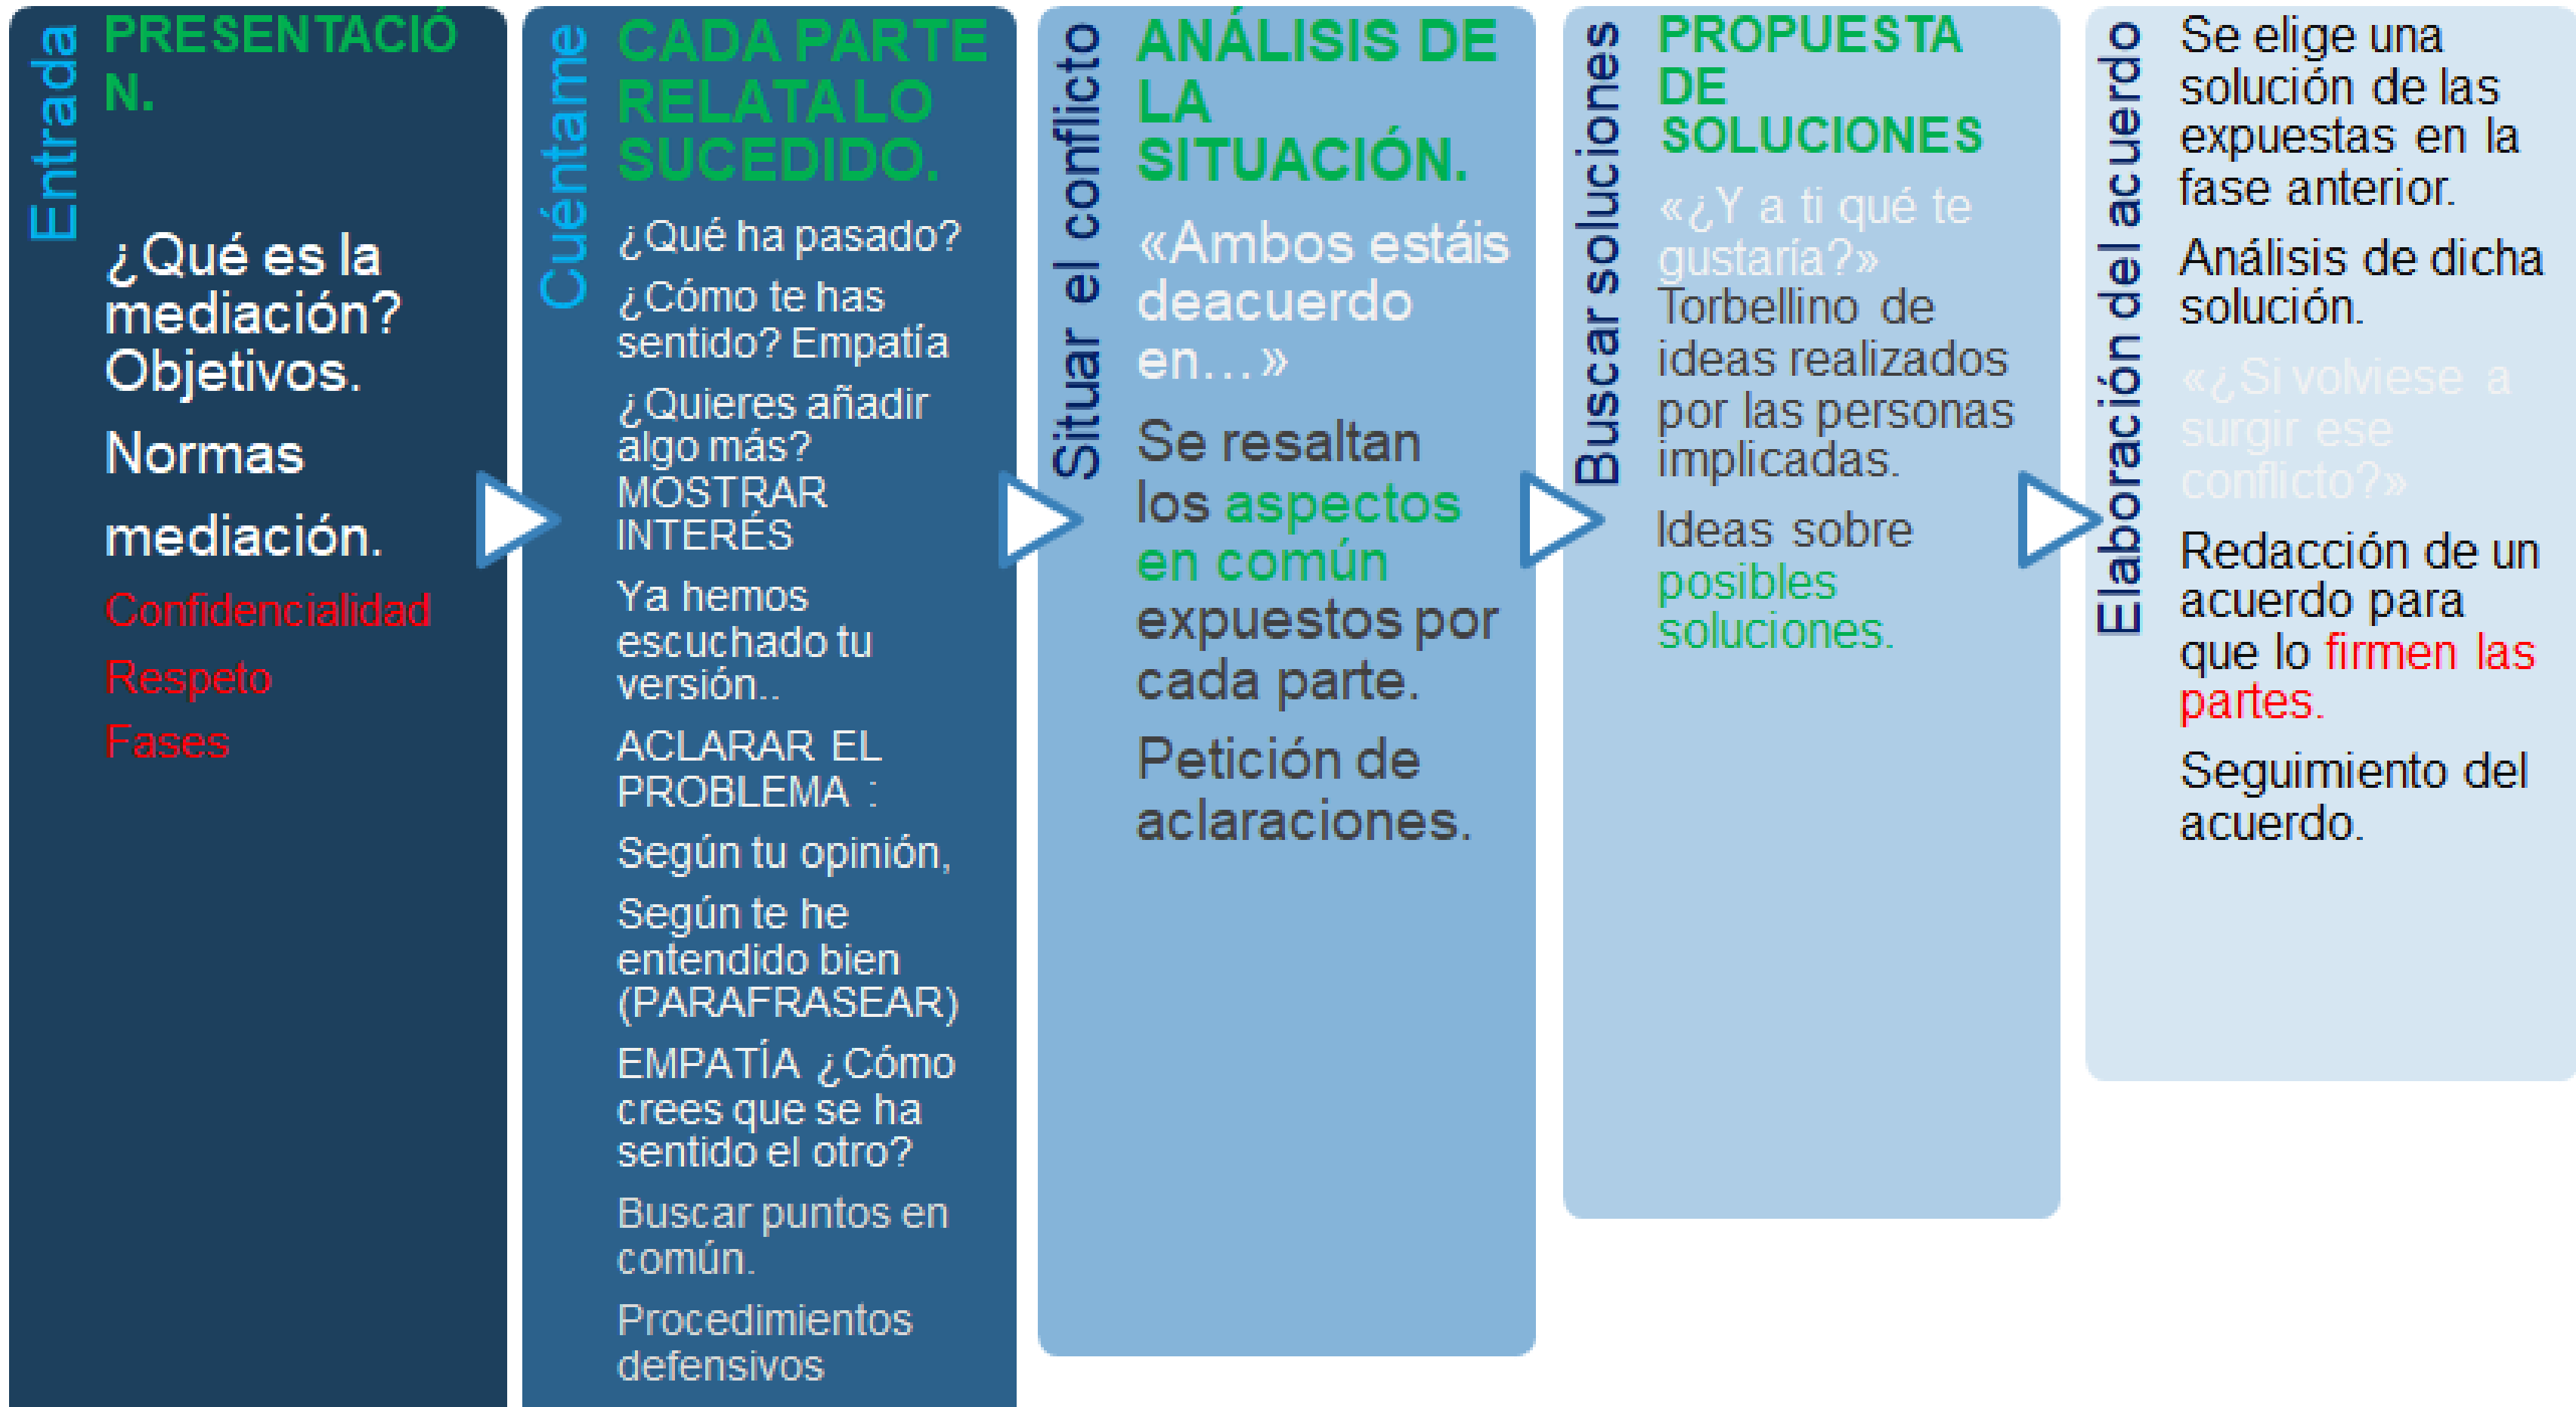 Entrada
PRESENTACIÓ
N.
¿Qué es la
mediación?
Objetivos.
Normas
mediación.
Confidencialidad
Respeto
Fases
Cuéntame
CADA PARTE
RELATA LO
SUCEDIDO.
¿Qué ha pasado?
¿Cómo te has
sentido? Empatía
¿Quieres añadir
algo más?
MOSTRAR
INTERÉS
Ya hemos
escuchado tu
versión..
ACLARAR EL
PROBLEMA :
Según tu opinión,
Según te he
entendido bien
(PARAFRASEAR)
EMPATÍA ¿Cómo
crees que se ha
sentido el otro?
Buscar puntos en
común.
Procedimientos
defensivos
Situar el conflicto
ANÁLISIS DE
LA
SITUACIÓN.
«Ambos estáis
deacuerdo
en…»
Se resaltan
los aspectos
en común
expuestos por
cada parte.
Petición de
aclaraciones.
Buscar soluciones
PROPUESTA
DE
SOLUCIONES
«¿Y a ti qué te
gustaría?»
Torbellino de
ideas realizados
por las personas
implicadas.
Ideas sobre
posibles
soluciones.
Elaboración del acuerdo
Se elige una
solución de las
expuestas en la
fase anterior.
Análisis de dicha
solución.
«¿Si volviese a
surgir ese
conflicto?»
Redacción de un
acuerdo para
que lo firmen las
partes.
Seguimiento del
acuerdo.